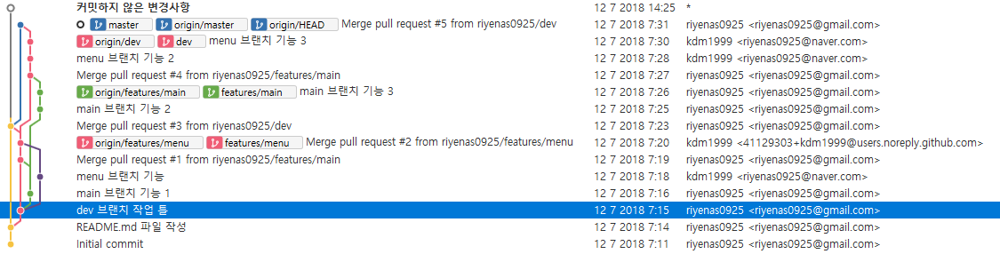 커밋하지 않은 변경사항 12 7 2018 14:25 *
master origin/master origin/HEAD Merge pull request #5 from riyenas0925/dev 12 7 2018 7:31 riyenas0925 <riyenas0925@gmail.com>
origin/dev dev menu 브랜치 기능 3 12 7 2018 7:30 kdm1999 <kdm1999@naver.com>
menu 브랜치 기능 2 12 7 2018 7:28 kdm1999 <kdm1999@naver.com>
Merge pull request #4 from riyenas0925/features/main 12 7 2018 7:27 riyenas0925 <riyenas0925@gmail.com>
origin/features/main features/main main 브랜치 기능 3 12 7 2018 7:26 riyenas0925 <riyenas0925@gmail.com>
main 브랜치 기능 2 12 7 2018 7:25 riyenas0925 <riyenas0925@gmail.com>
Merge pull request #3 from riyenas0925/dev 12 7 2018 7:23 riyenas0925 <riyenas0925@gmail.com>
origin/features/menu features/menu Merge pull request #2 from riyenas0925/features/menu 12 7 2018 7:20 kdm1999 <41129303+kdm1999@users.noreply.github.com>
Merge pull request #1 from riyenas0925/features/main 12 7 2018 7:19 riyenas0925 <riyenas0925@gmail.com>
menu 브랜치 기능 12 7 2018 7:18 kdm1999 <kdm1999@naver.com>
main 브랜치 기능 1 12 7 2018 7:16 riyenas0925 <riyenas0925@gmail.com>
dev 브랜치 작업 틀 12 7 2018 7:15 riyenas0925 <riyenas0925@gmail.com>
README.md 파일 작성 12 7 2018 7:14 riyenas0925 <riyenas0925@gmail.com>
Initial commit 12 7 2018 7:11 riyenas0925 <riyenas0925@gmail.com>